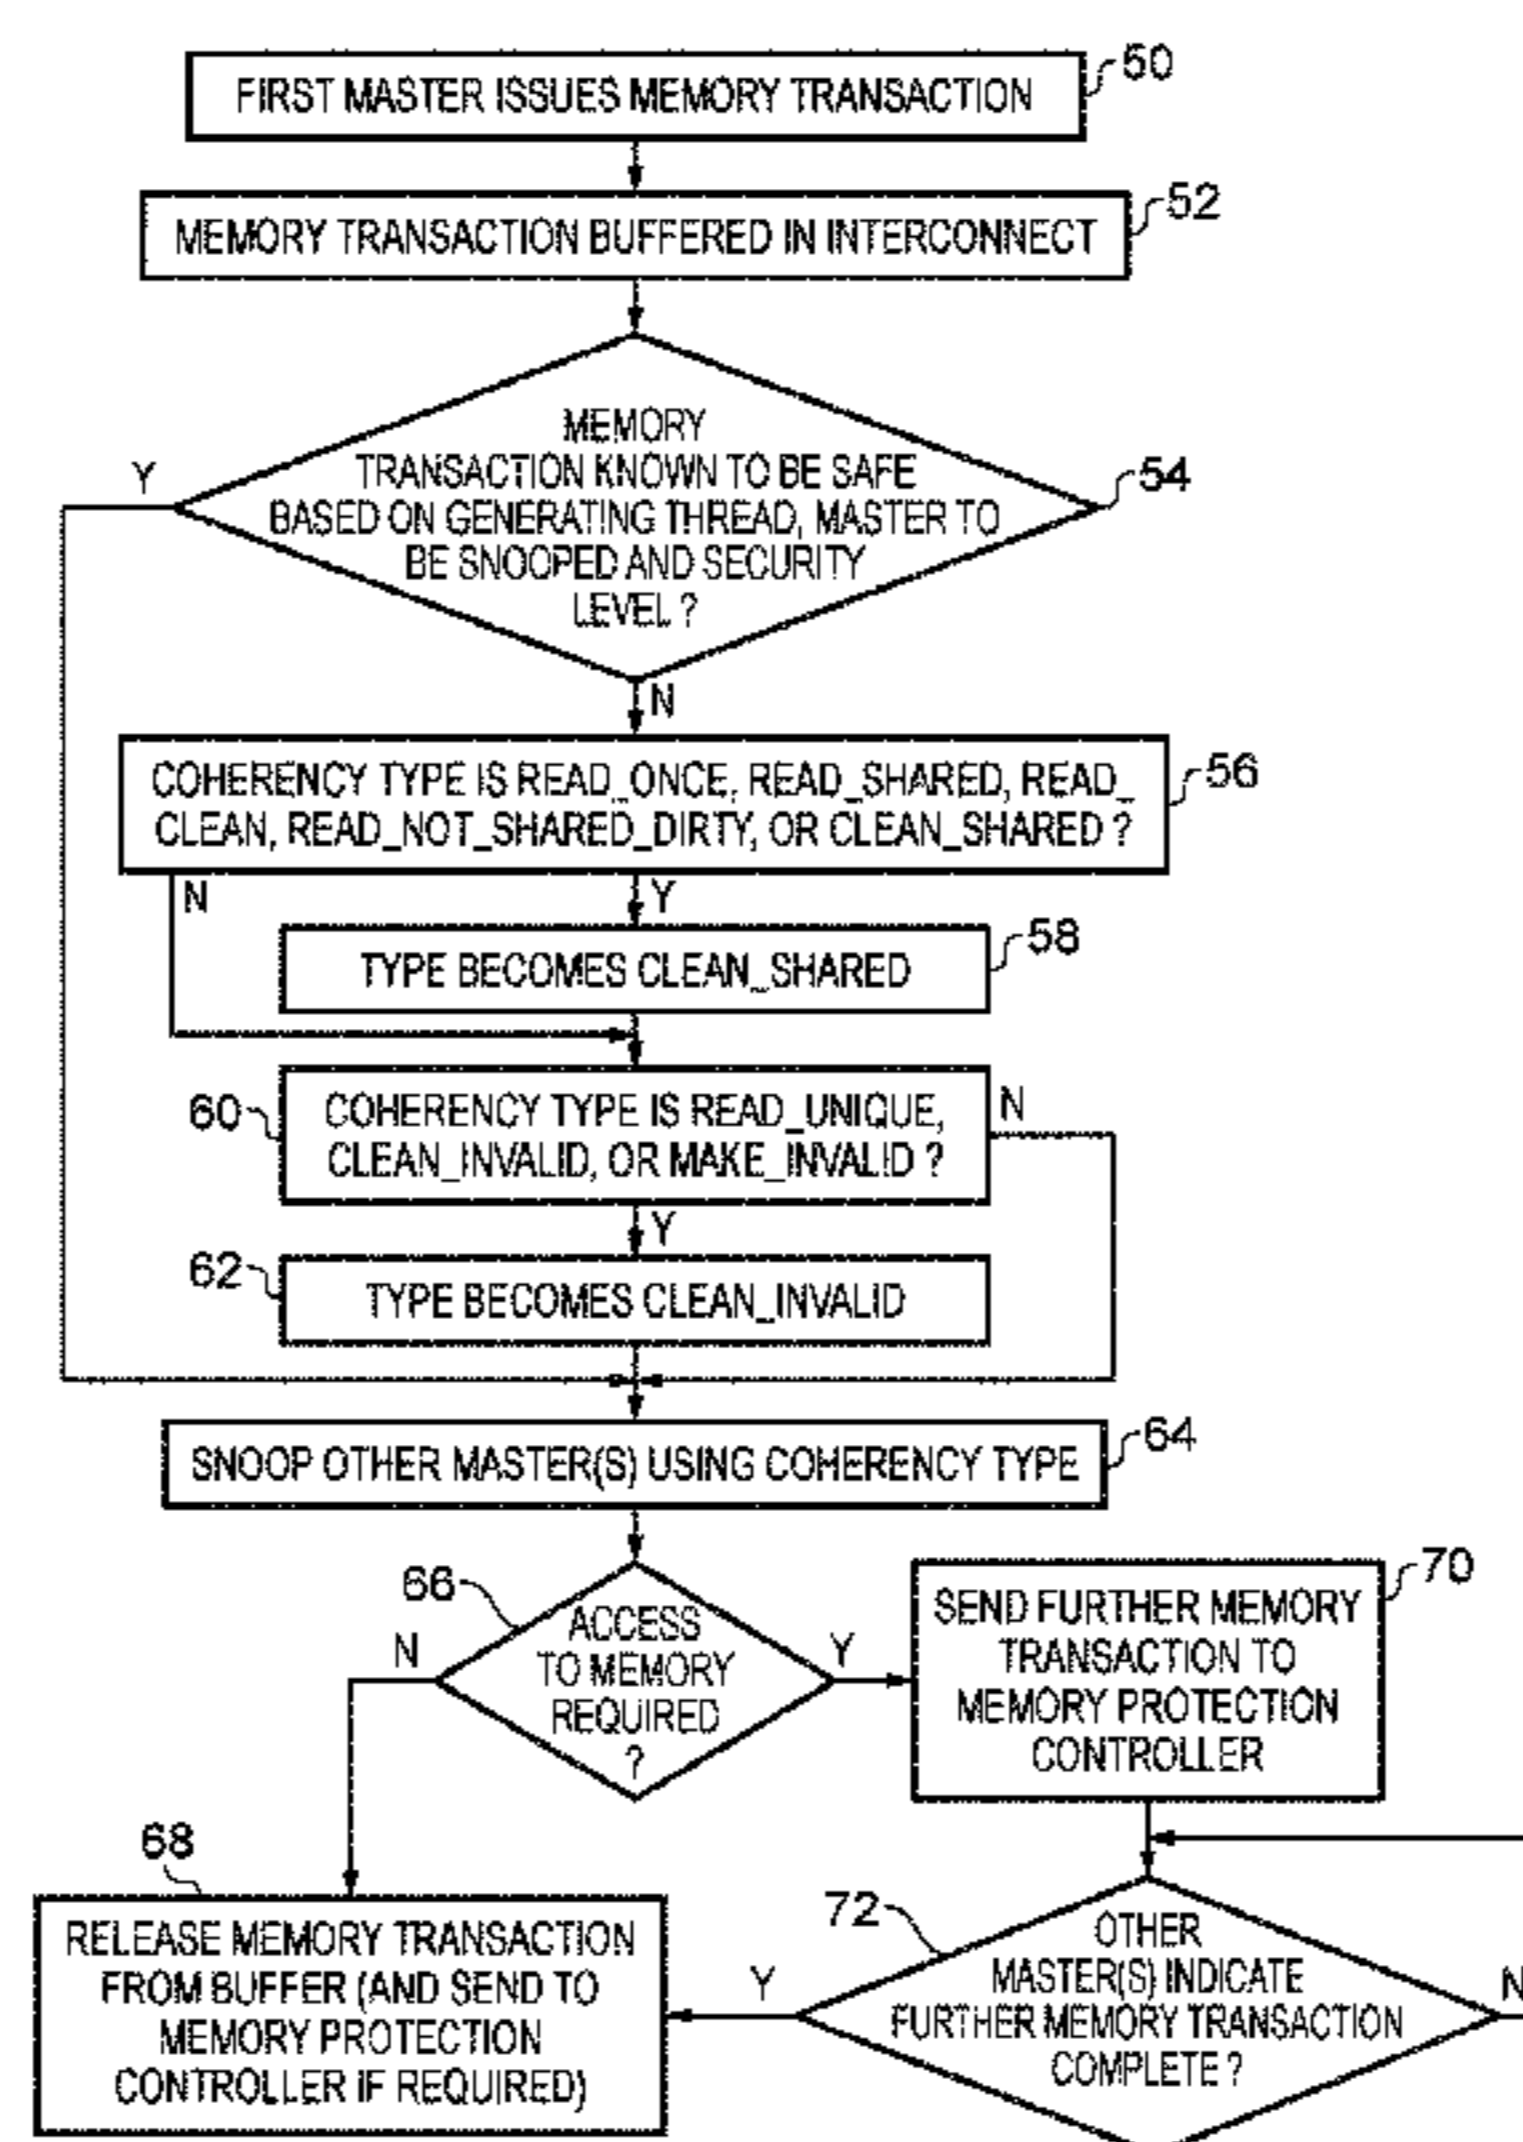 FIRST MASTER ISSUES MEMORY TRANSACTION
50
MEMORY TRANSACTION BUFFERED IN INTERCONNECT
52
MEMORY
TRANSACTION KNOWN TO BE SAFE
BASED ON GENERATING THREAD, MASTER TO
BE SNOOPED AND SECURITY
LEVEL ?
54
Y
N
COHERENCY TYPE IS READ_ONCE, READ_SHARED, READ_
CLEAN, READ_NOT_SHARED_DIRTY, OR CLEAN_SHARED ?
56
N
Y
TYPE BECOMES CLEAN_SHARED
58
60
COHERENCY TYPE IS READ_UNIQUE,
CLEAN_INVALID, OR MAKE_INVALID ?
N
Y
62
TYPE BECOMES CLEAN_INVALID
SNOOP OTHER MASTER(S) USING COHERENCY TYPE
64
66
ACCESS
TO MEMORY
REQUIRED
?
N
Y
70
SEND FURTHER MEMORY
TRANSACTION TO
MEMORY PROTECTION
CONTROLLER
68
RELEASE MEMORY TRANSACTION
FROM BUFFER (AND SEND TO
MEMORY PROTECTION
CONTROLLER IF REQUIRED)
72
OTHER
MASTER(S) INDICATE
FURTHER MEMORY TRANSACTION
COMPLETE ?
Y
N